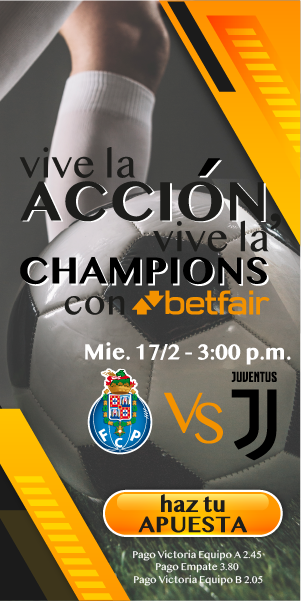 vive la
ACCIÓN,
vive la
CHAMPIONS
con betfair
Mie. 17/2 - 3:00 p.m.
FCP
VS
JUVENTUS
haz tu
APUESTA
Pago Victoria Equipo A 2.45
Pago Empate 3.80
Pago Victoria Equipo B 2.05